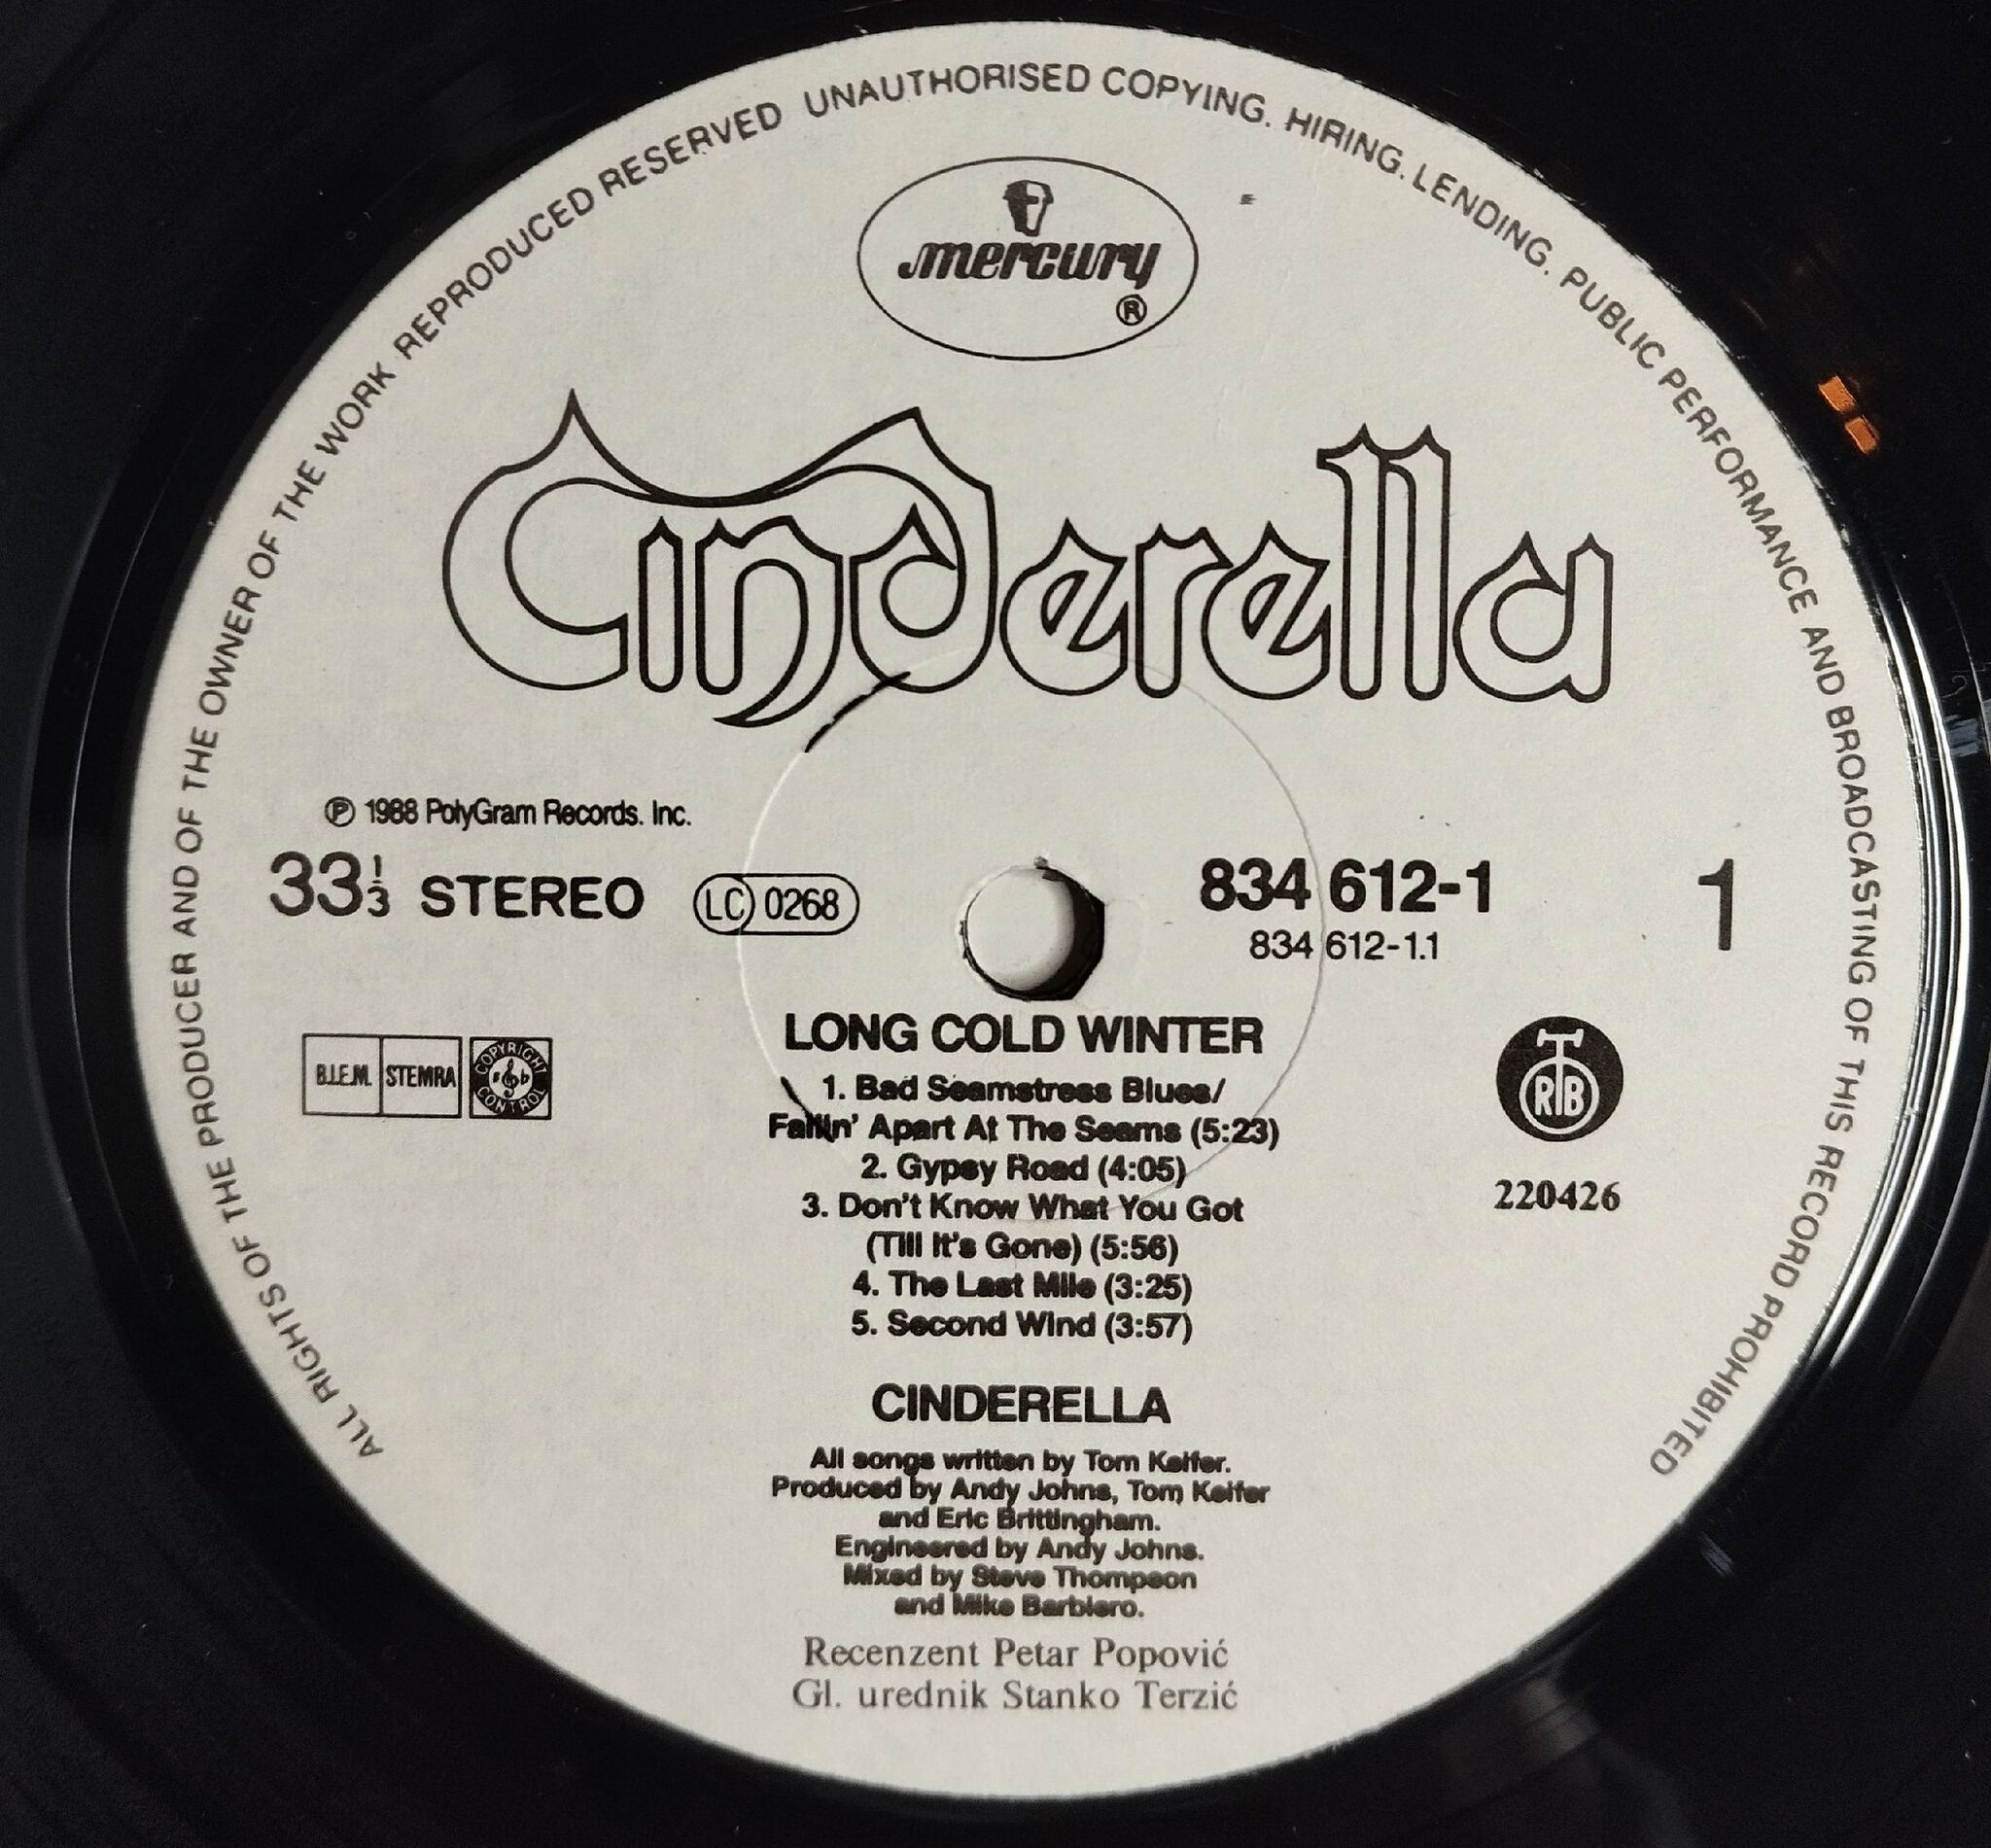 ALL RIGHTS OF THE PRODUCER AND OF THE OWNER OF THE WORK REPRODUCED RESERVED UNAUTHORISED COPYING. HIRING. LENDING. PUBLIC PERFORMANCE AND BROADCASTING OF THIS RECORD PROHIBITED
mercury
®
Cinderella
℗ 1988 PolyGram Records. Inc.
33⅓ STEREO LC 0268
834 612-1
834 612-1.1
1
B.I.E.M. STEMRA COPYRIGHT CONTROL
RTB
220426
LONG COLD WINTER
1. Bad Seamstress Blues/
Fallin' Apart At The Seams (5:23)
2. Gypsy Road (4:05)
3. Don't Know What You Got
(Till It's Gone) (5:56)
4. The Last Mile (3:25)
5. Second Wind (3:57)
CINDERELLA
All songs written by Tom Keifer.
Produced by Andy Johns, Tom Keifer
and Eric Brittingham.
Engineered by Andy Johns.
Mixed by Steve Thompson
and Mike Barbiero.
Recenzent Petar Popović
Gl. urednik Stanko Terzić